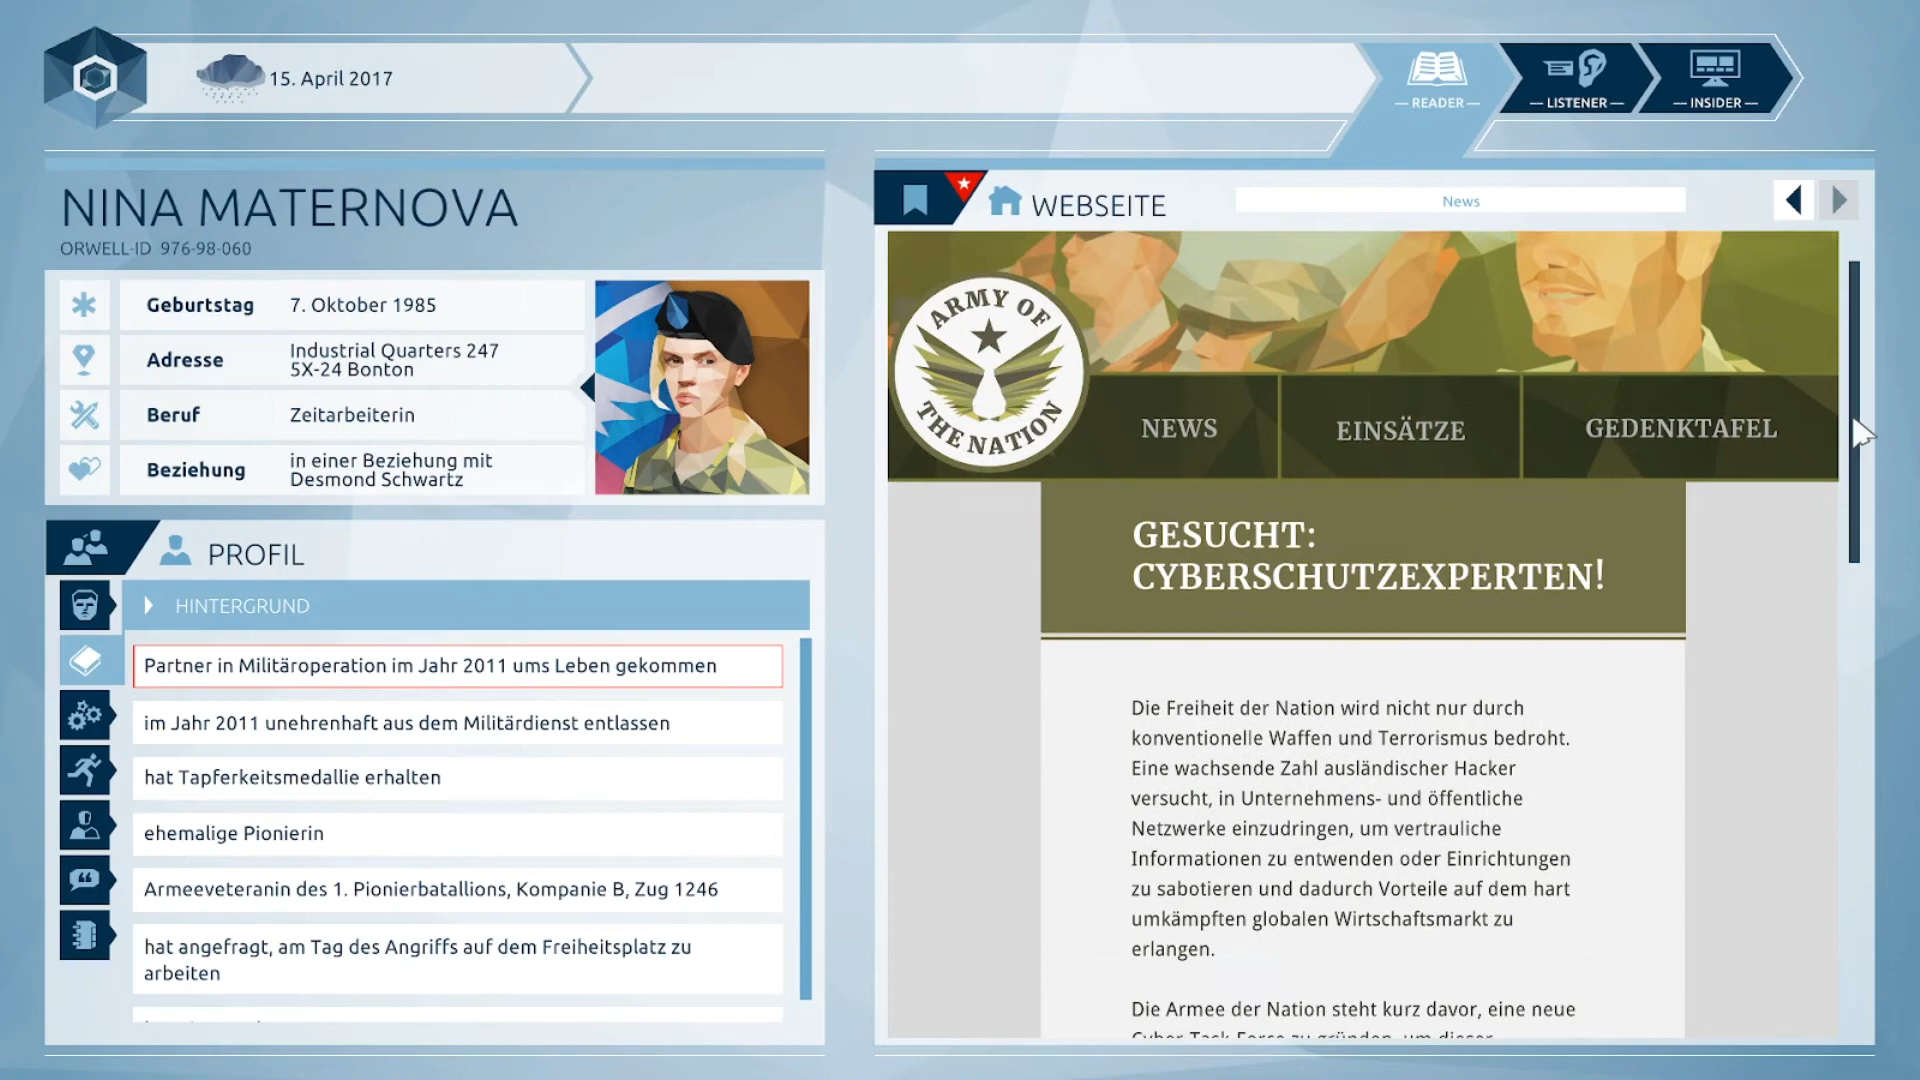 15. April 2017
READER
LISTENER
INSIDER
NINA MATERNOVA
ORWELL-ID 976-98-060
Geburtstag 7. Oktober 1985
Adresse Industrial Quarters 247
5X-24 Bonton
Beruf Zeitarbeiterin
Beziehung in einer Beziehung mit
Desmond Schwartz
PROFIL
HINTERGRUND
Partner in Militäroperation im Jahr 2011 ums Leben gekommen
im Jahr 2011 unehrenhaft aus dem Militärdienst entlassen
hat Tapferkeitsmedallie erhalten
ehemalige Pionierin
Armeeveteranin des 1. Pionierbatallions, Kompanie B, Zug 1246
hat angefragt, am Tag des Angriffs auf dem Freiheitsplatz zu
arbeiten
WEBSEITE
News
ARMY OF
THE NATION
NEWS
EINSÄTZE
GEDENKTAFEL
GESUCHT:
CYBERSCHUTZEXPERTEN!
Die Freiheit der Nation wird nicht nur durch
konventionelle Waffen und Terrorismus bedroht.
Eine wachsende Zahl ausländischer Hacker
versucht, in Unternehmens- und öffentliche
Netzwerke einzudringen, um vertrauliche
Informationen zu entwenden oder Einrichtungen
zu sabotieren und dadurch Vorteile auf dem hart
umkämpften globalen Wirtschaftsmarkt zu
erlangen.
Die Armee der Nation steht kurz davor, eine neue
Cyber Task Force zu gründen, um dieser